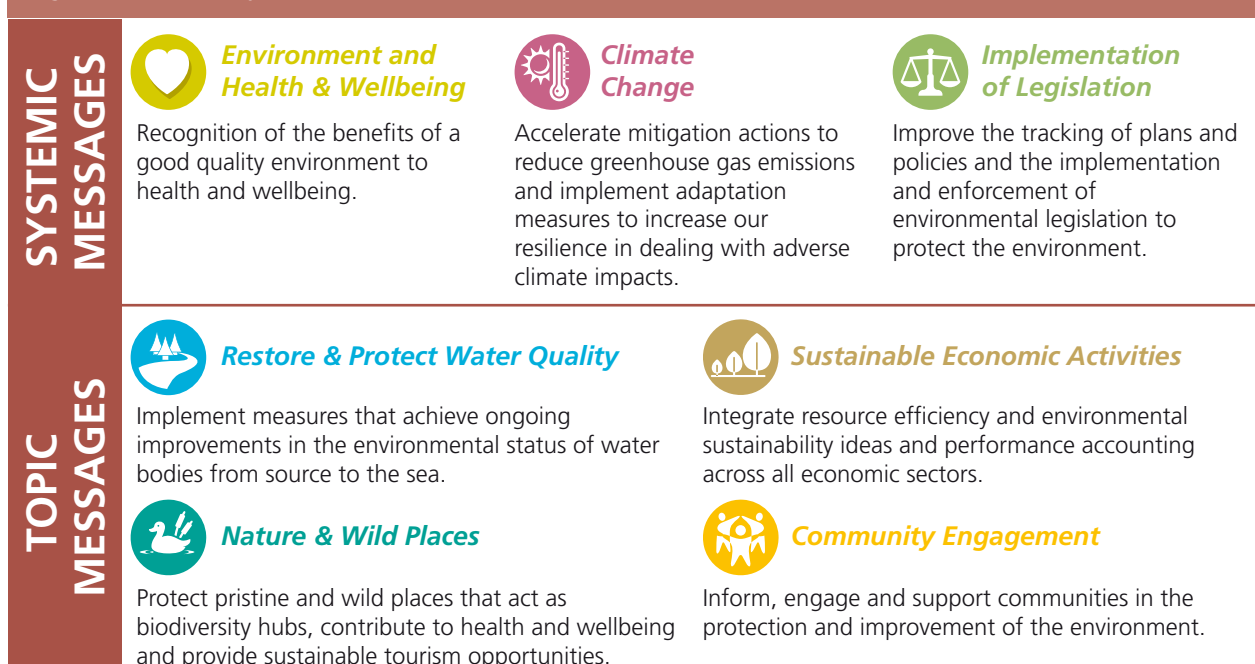 SYSTEMIC
MESSAGES
Environment and
Health & Wellbeing
Recognition of the benefits of a
good quality environment to
health and wellbeing.
Climate
Change
Accelerate mitigation actions to
reduce greenhouse gas emissions
and implement adaptation
measures to increase our
resilience in dealing with adverse
climate impacts.
Implementation
of Legislation
Improve the tracking of plans and
policies and the implementation
and enforcement of
environmental legislation to
protect the environment.
TOPIC
MESSAGES
Restore & Protect Water Quality
Implement measures that achieve ongoing
improvements in the environmental status of water
bodies from source to the sea.
Sustainable Economic Activities
Integrate resource efficiency and environmental
sustainability ideas and performance accounting
across all economic sectors.
Nature & Wild Places
Protect pristine and wild places that act as
biodiversity hubs, contribute to health and wellbeing
and provide sustainable tourism opportunities.
Community Engagement
Inform, engage and support communities in the
protection and improvement of the environment.